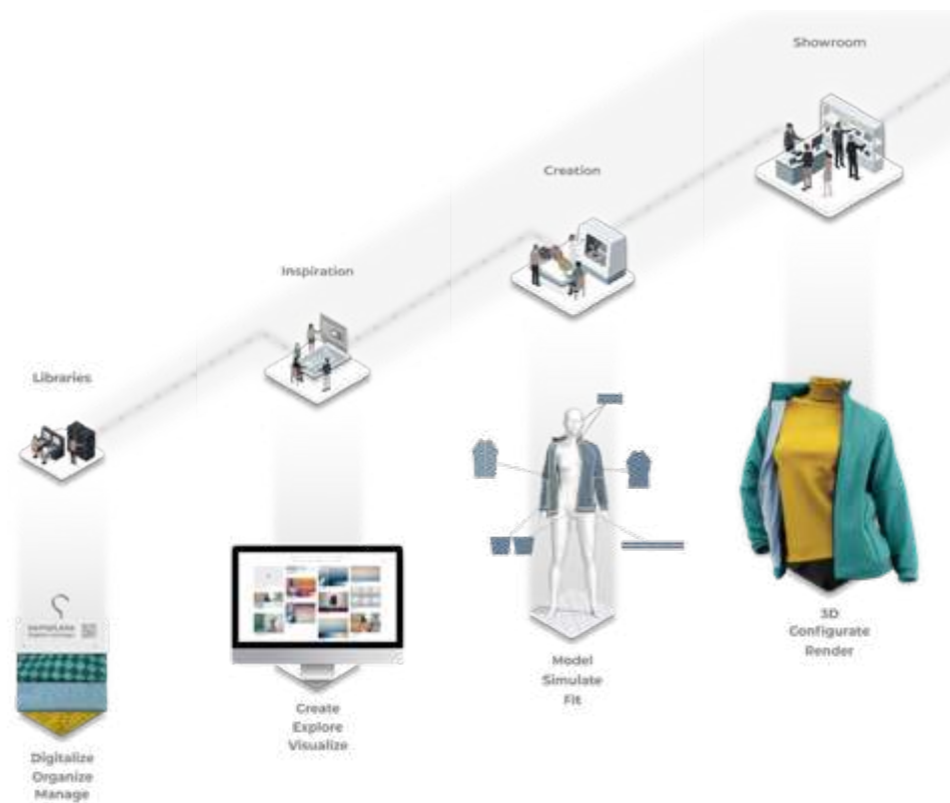 Showroom
Creation
Inspiration
Libraries
3D
Configurate
Render
Model
Simulate
Fit
Create
Explore
Visualize
Digitalize
Organize
Manage